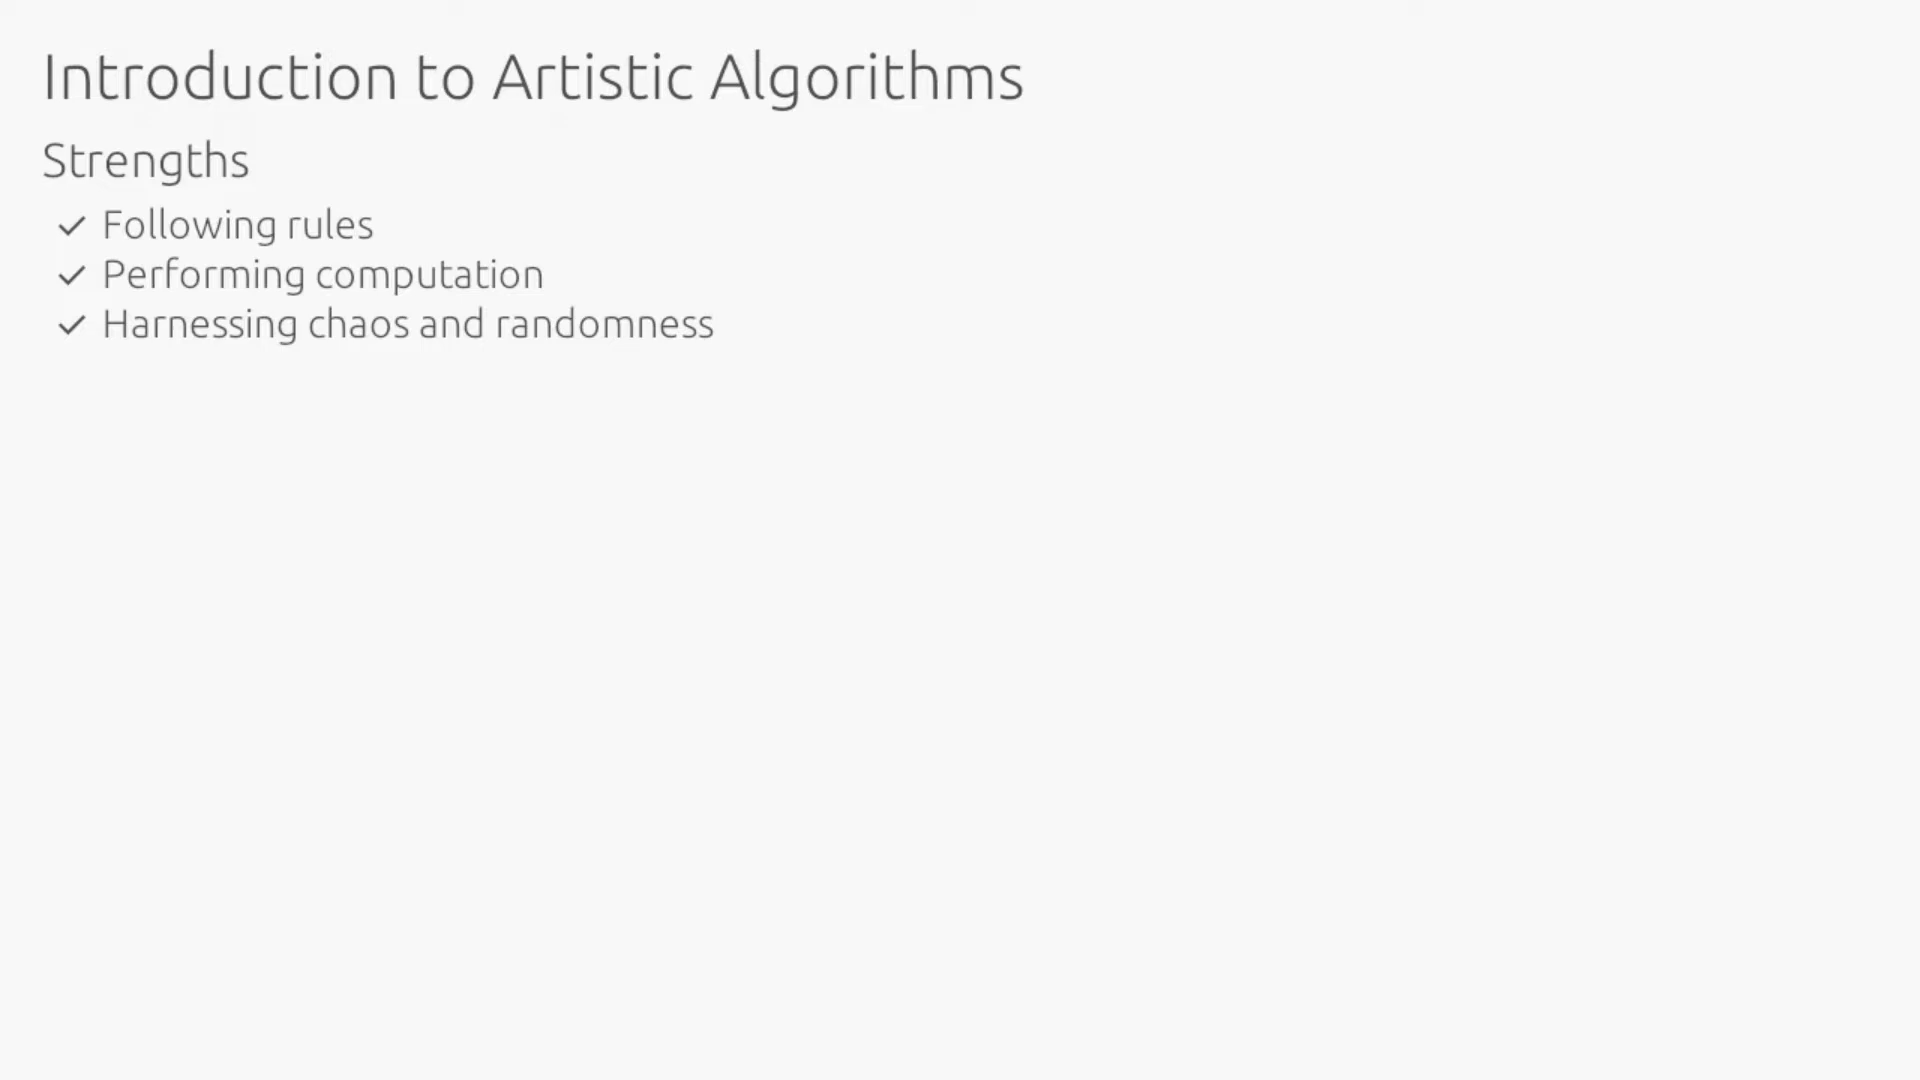 Introduction to Artistic Algorithms
Strengths
✓ Following rules
✓ Performing computation
✓ Harnessing chaos and randomness